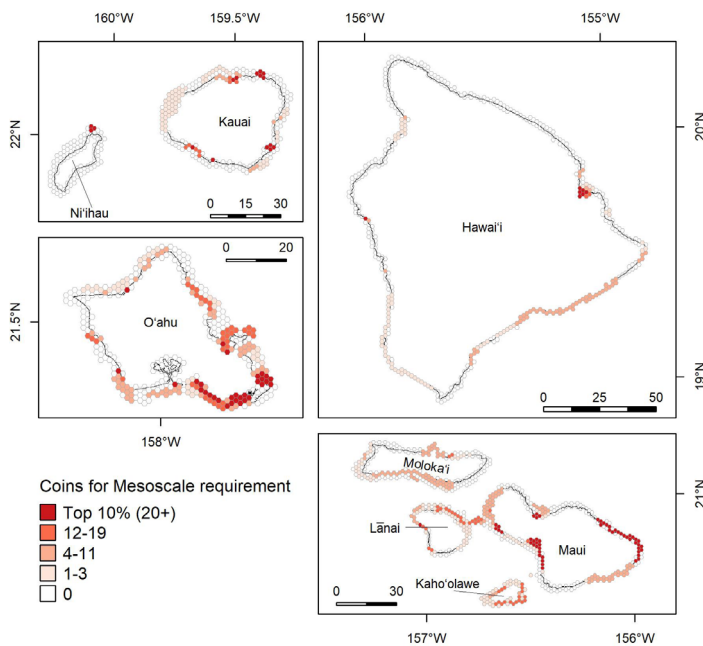 160°W
159.5°W
156°W
155°W
22°N
Kauai
Ni'ihau
0 15 30
20°N
Hawai'i
19°N
0 25 50
0 20
O'ahu
21.5°N
158°W
Coins for Mesoscale requirement
Top 10% (20+)
12-19
4-11
1-3
0
Moloka'i
21°N
Lānai
Maui
Kaho'olawe
0 30
157°W
156°W